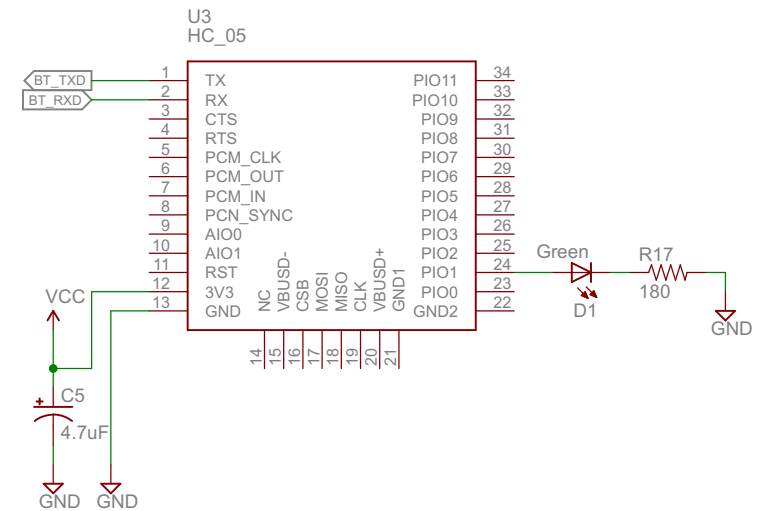 U3
HC_05
BT_TXD 1 TX PIO11 34
BT_RXD 2 RX PIO10 33
3 CTS PIO9 32
4 RTS PIO8 31
5 PCM_CLK PIO7 30
6 PCM_OUT PIO6 29
7 PCM_IN PIO5 28
8 PCN_SYNC PIO4 27
9 AIO0 PIO3 26
10 AIO1 PIO2 25
11 RST PIO1 24
12 3V3 PIO0 23
13 GND GND2 22
NC VBUSD- CSB MOSI MISO CLK VBUSD+ GND1
14 15 16 17 18 19 20 21
Green
D1
R17
180
GND
VCC
C5
4.7uF
GND GND